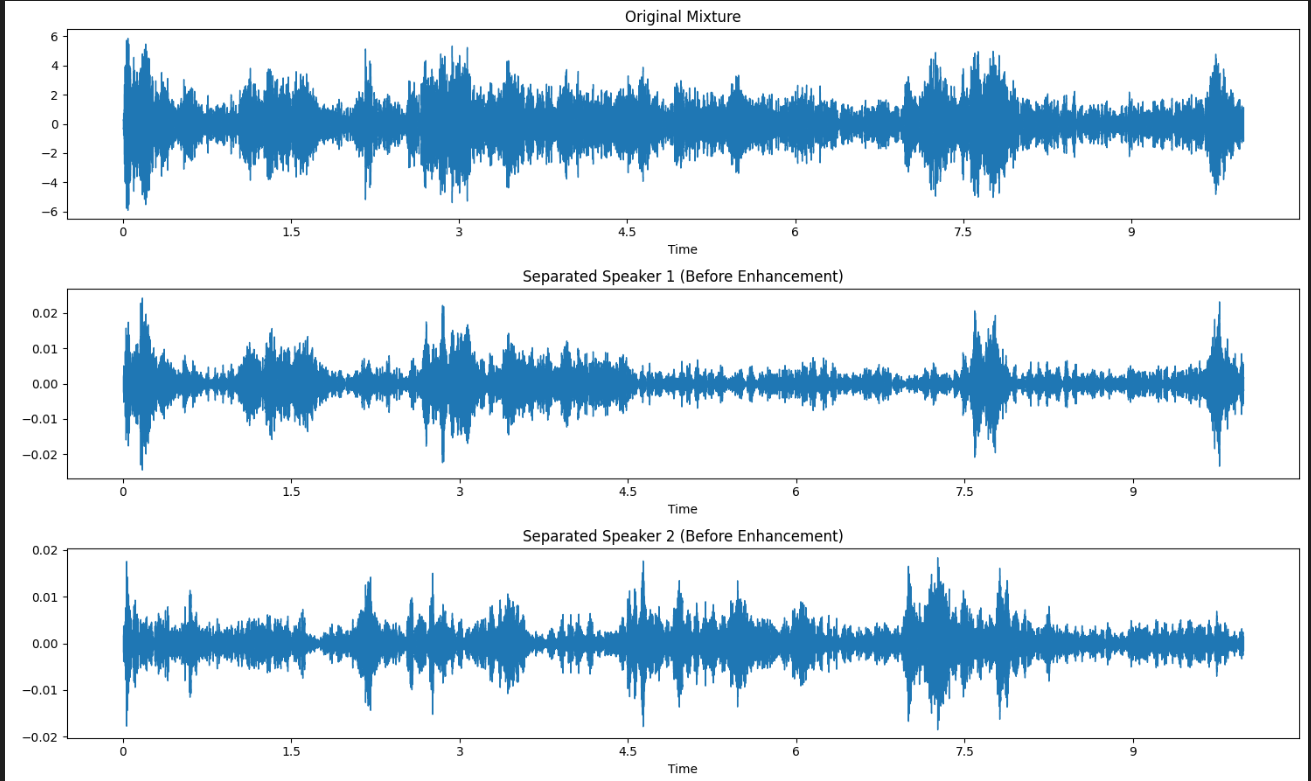 Original Mixture
6
4
2
0
−2
−4
−6
0 1.5 3 4.5 6 7.5 9
Time
Separated Speaker 1 (Before Enhancement)
0.02
0.01
0.00
−0.01
−0.02
0 1.5 3 4.5 6 7.5 9
Time
Separated Speaker 2 (Before Enhancement)
0.02
0.01
0.00
−0.01
−0.02
0 1.5 3 4.5 6 7.5 9
Time